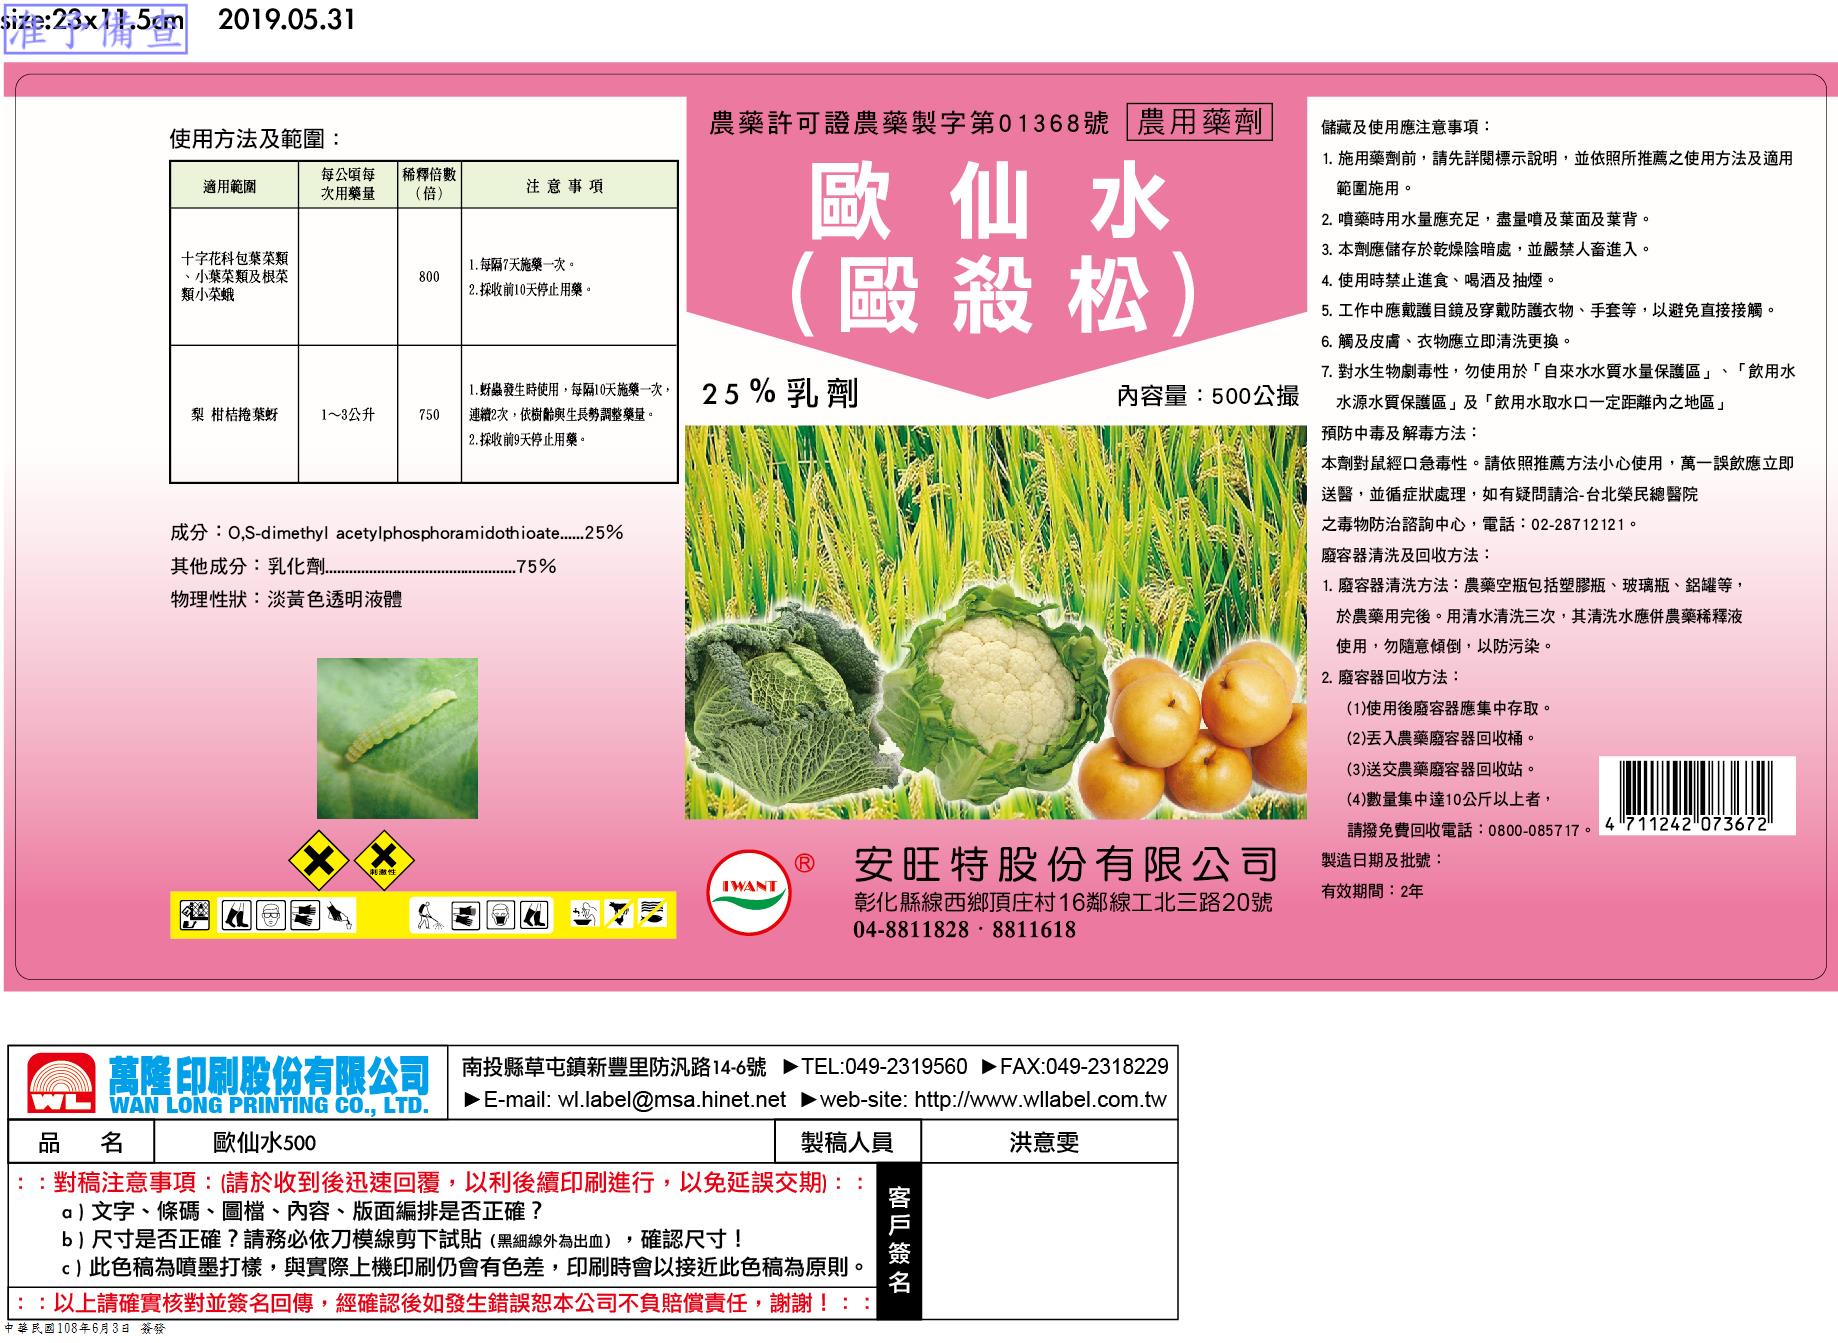 size:23x11.5cm 2019.05.31
准予備查
使用方法及範圍：
適用範圍
每公頃每
次用藥量
稀釋倍數
（倍）
注意事項
十字花科包葉菜類
、小葉菜類及根菜
類小菜蛾
800
1.每隔7天施藥一次。
2.採收前10天停止用藥。
梨 柑桔捲葉蚜
1～3公升
750
1.蚜蟲發生時使用，每隔10天施藥一次，
連續2次，依樹齡與生長勢調整藥量。
2.採收前9天停止用藥。
成分：O,S-dimethyl acetylphosphoramidothioate......25%
其他成分：乳化劑................................................75%
物理性狀：淡黃色透明液體
刺激性
農藥許可證農藥製字第01368號 農用藥劑
歐仙水
(毆殺松)
25%乳劑
內容量：500公撮
IWANT
®
安旺特股份有限公司
彰化縣線西鄉頂庄村16鄰線工北三路20號
04-8811828．8811618
儲藏及使用應注意事項：
1. 施用藥劑前，請先詳閱標示說明，並依照所推薦之使用方法及適用
範圍施用。
2. 噴藥時用水量應充足，盡量噴及葉面及葉背。
3. 本劑應儲存於乾燥陰暗處，並嚴禁人畜進入。
4. 使用時禁止進食、喝酒及抽煙。
5. 工作中應戴護目鏡及穿戴防護衣物、手套等，以避免直接接觸。
6. 觸及皮膚、衣物應立即清洗更換。
7. 對水生物劇毒性，勿使用於「自來水水質水量保護區」、「飲用水
水源水質保護區」及「飲用水取水口一定距離內之地區」
預防中毒及解毒方法：
本劑對鼠經口急毒性。請依照推薦方法小心使用，萬一誤飲應立即
送醫，並循症狀處理，如有疑問請洽-台北榮民總醫院
之毒物防治諮詢中心，電話：02-28712121。
廢容器清洗及回收方法：
1. 廢容器清洗方法：農藥空瓶包括塑膠瓶、玻璃瓶、鋁罐等，
於農藥用完後。用清水清洗三次，其清洗水應併農藥稀釋液
使用，勿隨意傾倒，以防污染。
2. 廢容器回收方法：
(1)使用後廢容器應集中存取。
(2)丟入農藥廢容器回收桶。
(3)送交農藥廢容器回收站。
(4)數量集中達10公斤以上者，
請撥免費回收電話：0800-085717。
製造日期及批號：
有效期間：2年
4 711242 073672
WL
萬隆印刷股份有限公司
WAN LONG PRINTING CO., LTD.
南投縣草屯鎮新豐里防汛路14-6號 ►TEL:049-2319560 ►FAX:049-2318229
►E-mail: wl.label@msa.hinet.net ►web-site: http://www.wllabel.com.tw
品 名
歐仙水500
製稿人員
洪意雯
：：對稿注意事項：(請於收到後迅速回覆，以利後續印刷進行，以免延誤交期)：：
a ) 文字、條碼、圖檔、內容、版面編排是否正確？
b ) 尺寸是否正確？請務必依刀模線剪下試貼（黑細線外為出血），確認尺寸！
c ) 此色稿為噴墨打樣，與實際上機印刷仍會有色差，印刷時會以接近此色稿為原則。
：：以上請確實核對並簽名回傳，經確認後如發生錯誤恕本公司不負賠償責任，謝謝！：：
客戶簽名
中華民國108年6月3日 簽發